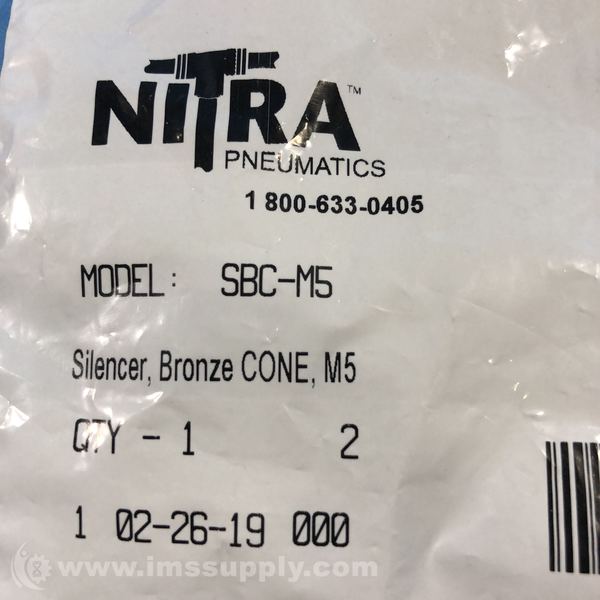 NITRA™
PNEUMATICS
1 800-633-0405
MODEL: SBC-M5
Silencer, Bronze CONE, M5
QTY - 1 2
1 02-26-19 000
www.imssupply.com